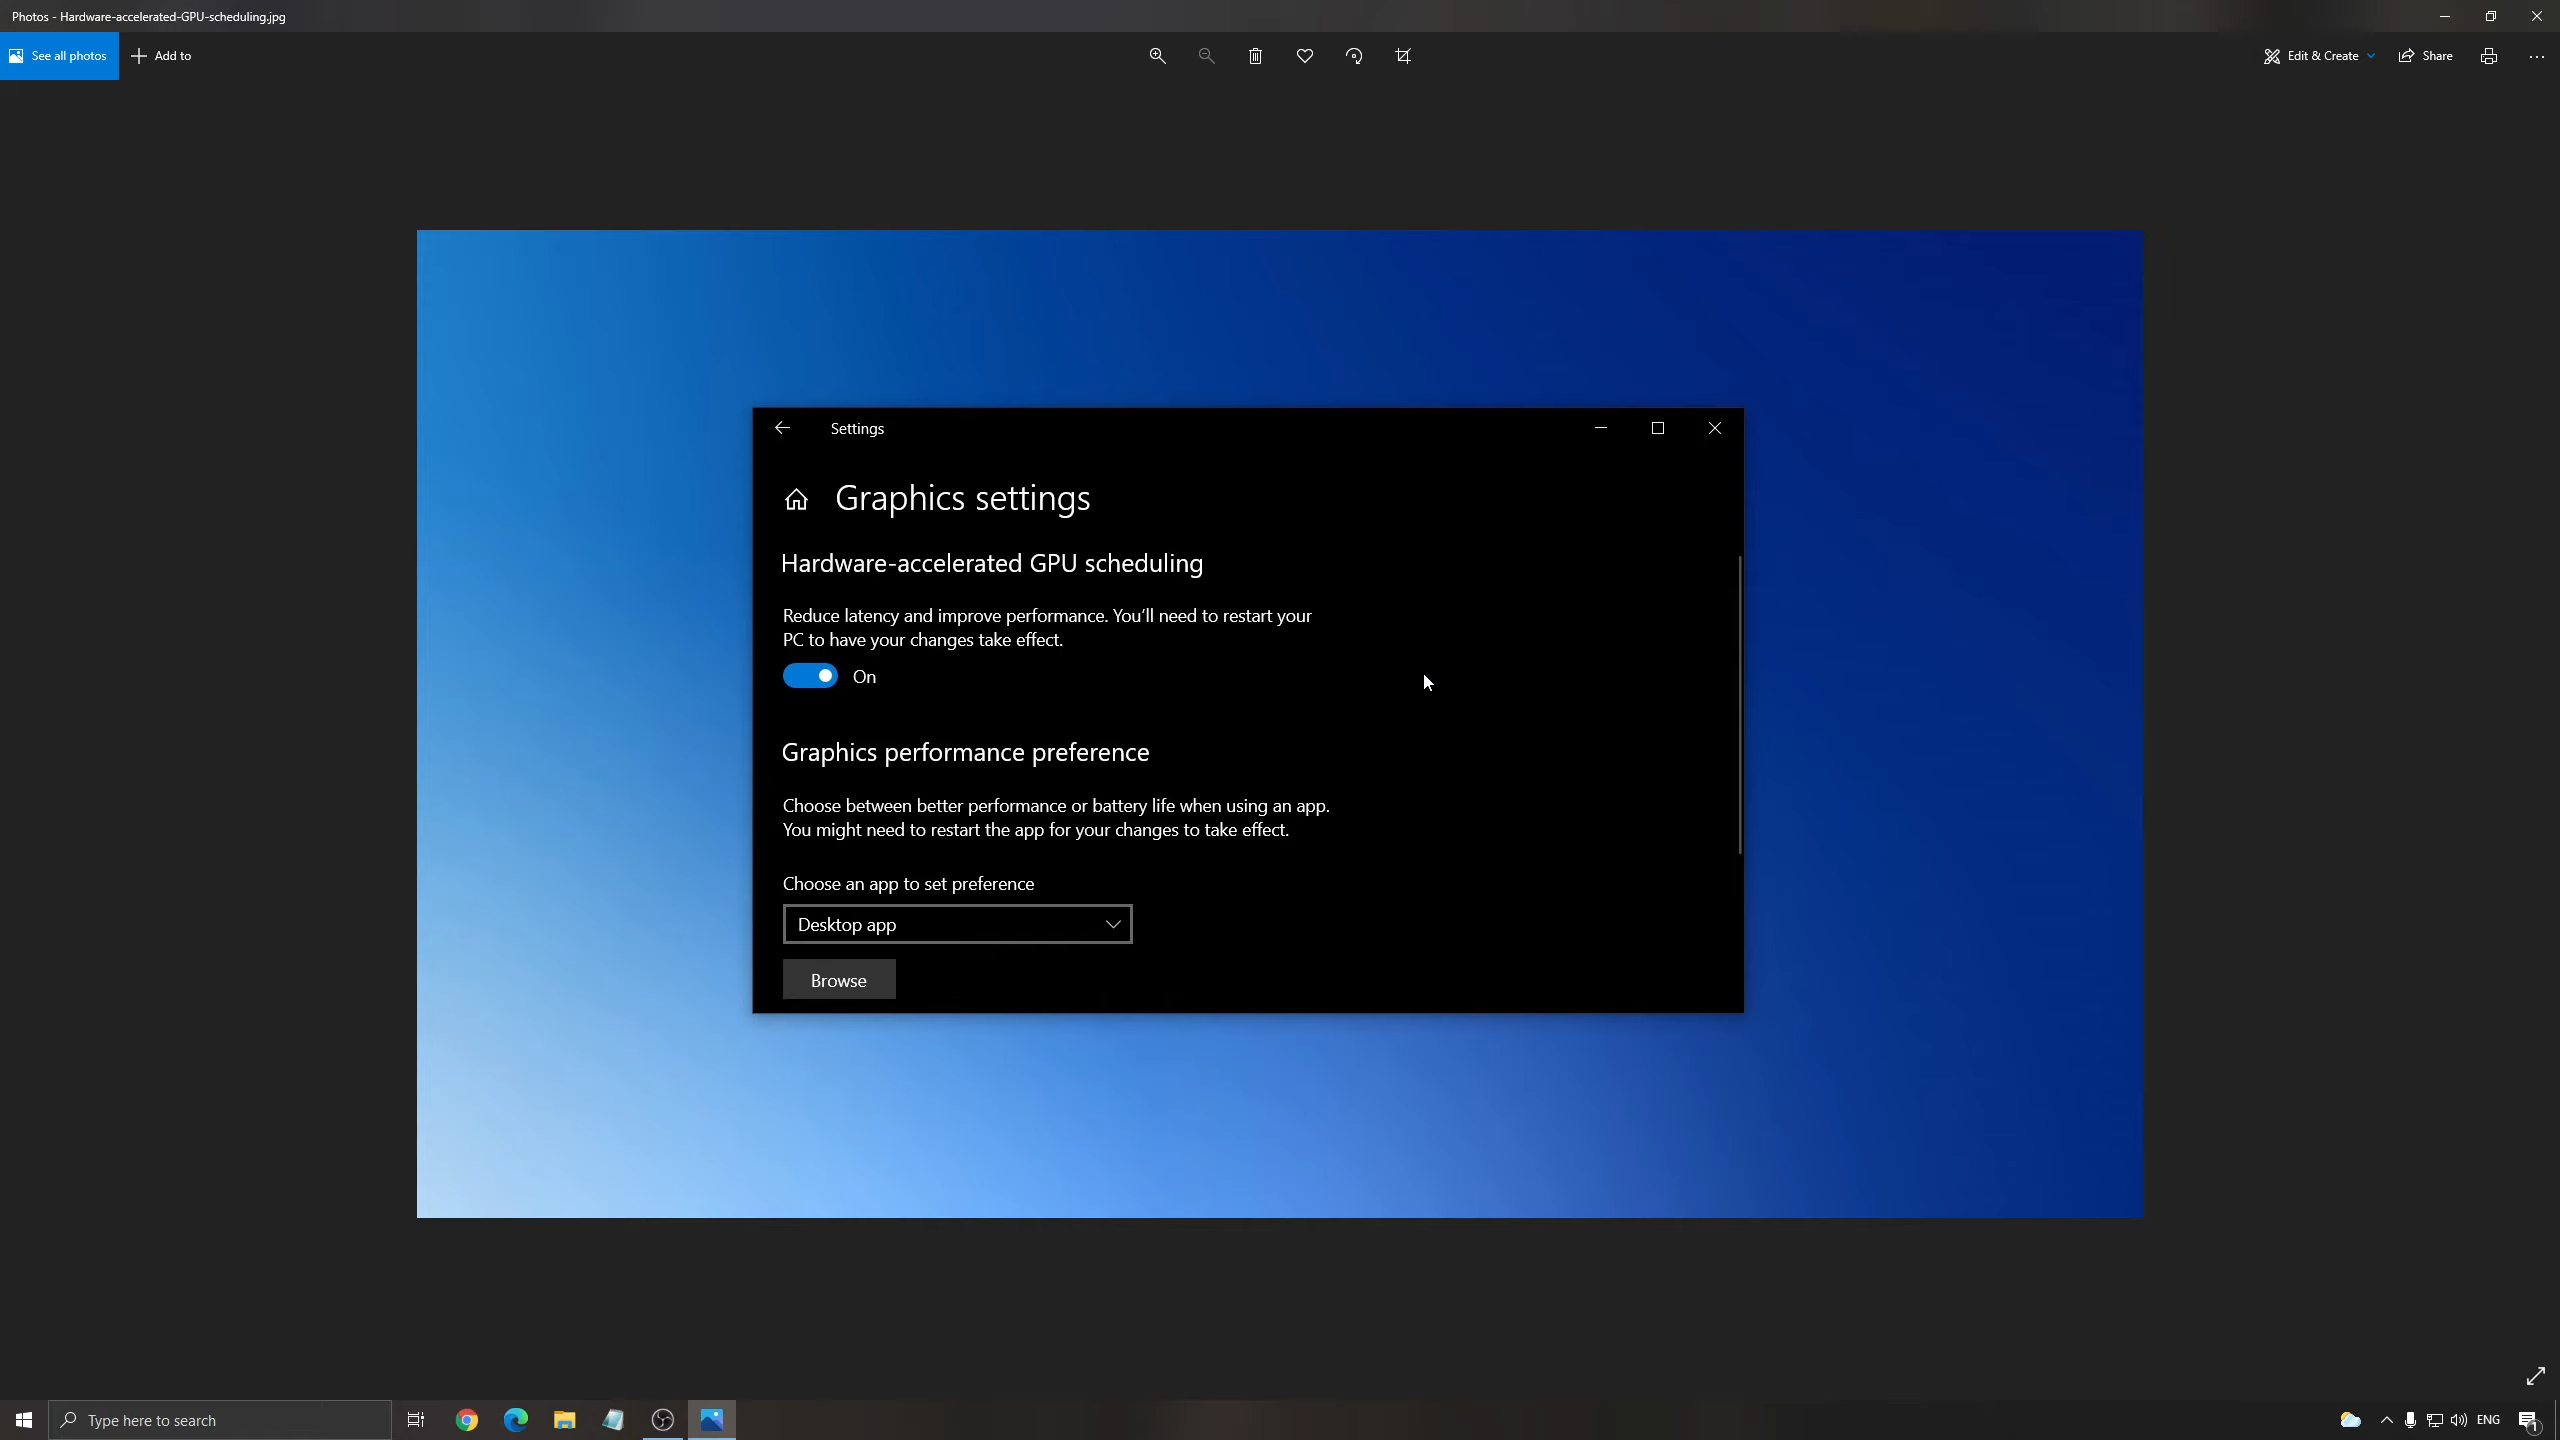 Photos - Hardware-accelerated-GPU-scheduling.jpg
See all photos
Add to
Edit & Create
Share
Settings
Graphics settings
Hardware-accelerated GPU scheduling
Reduce latency and improve performance. You'll need to restart your
PC to have your changes take effect.
On
Graphics performance preference
Choose between better performance or battery life when using an app.
You might need to restart the app for your changes to take effect.
Choose an app to set preference
Desktop app
Browse
Type here to search
ENG
1